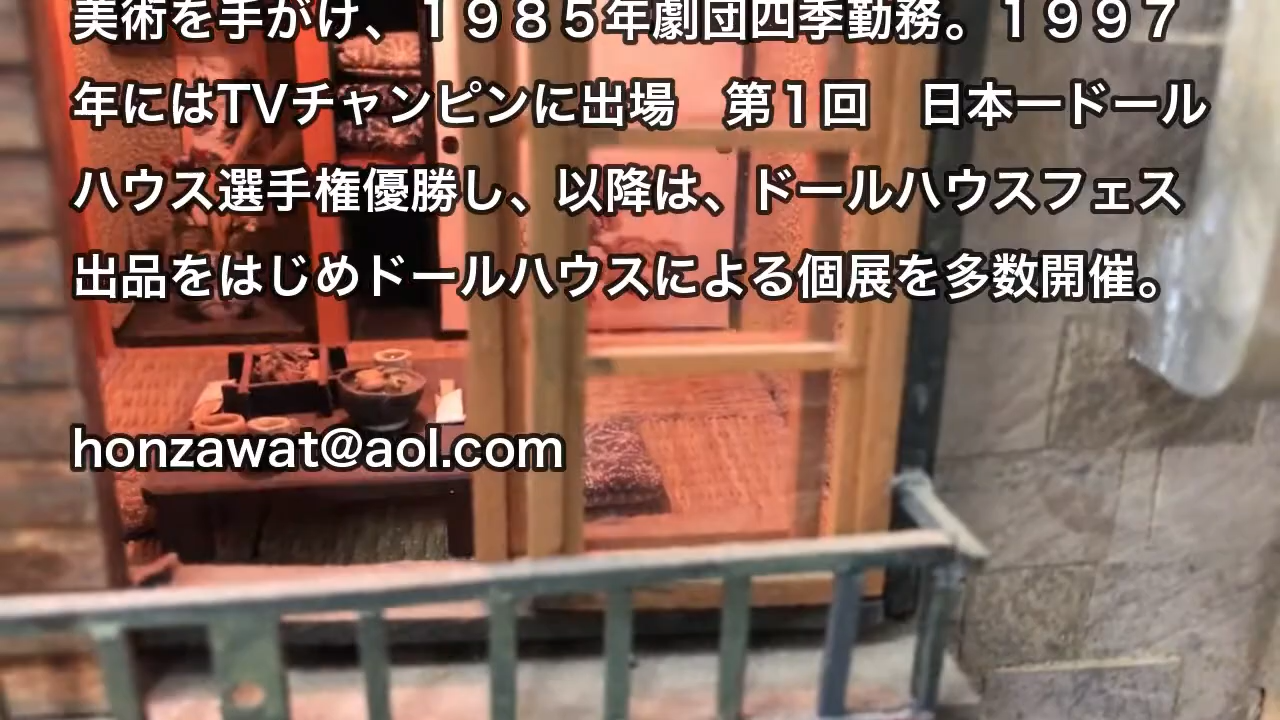 美術を手がけ、１９８５年劇団四季勤務。１９９７
年にはTVチャンピンに出場　第１回　日本一ドール
ハウス選手権優勝し、以降は、ドールハウスフェス
出品をはじめドールハウスによる個展を多数開催。
honzawat@aol.com